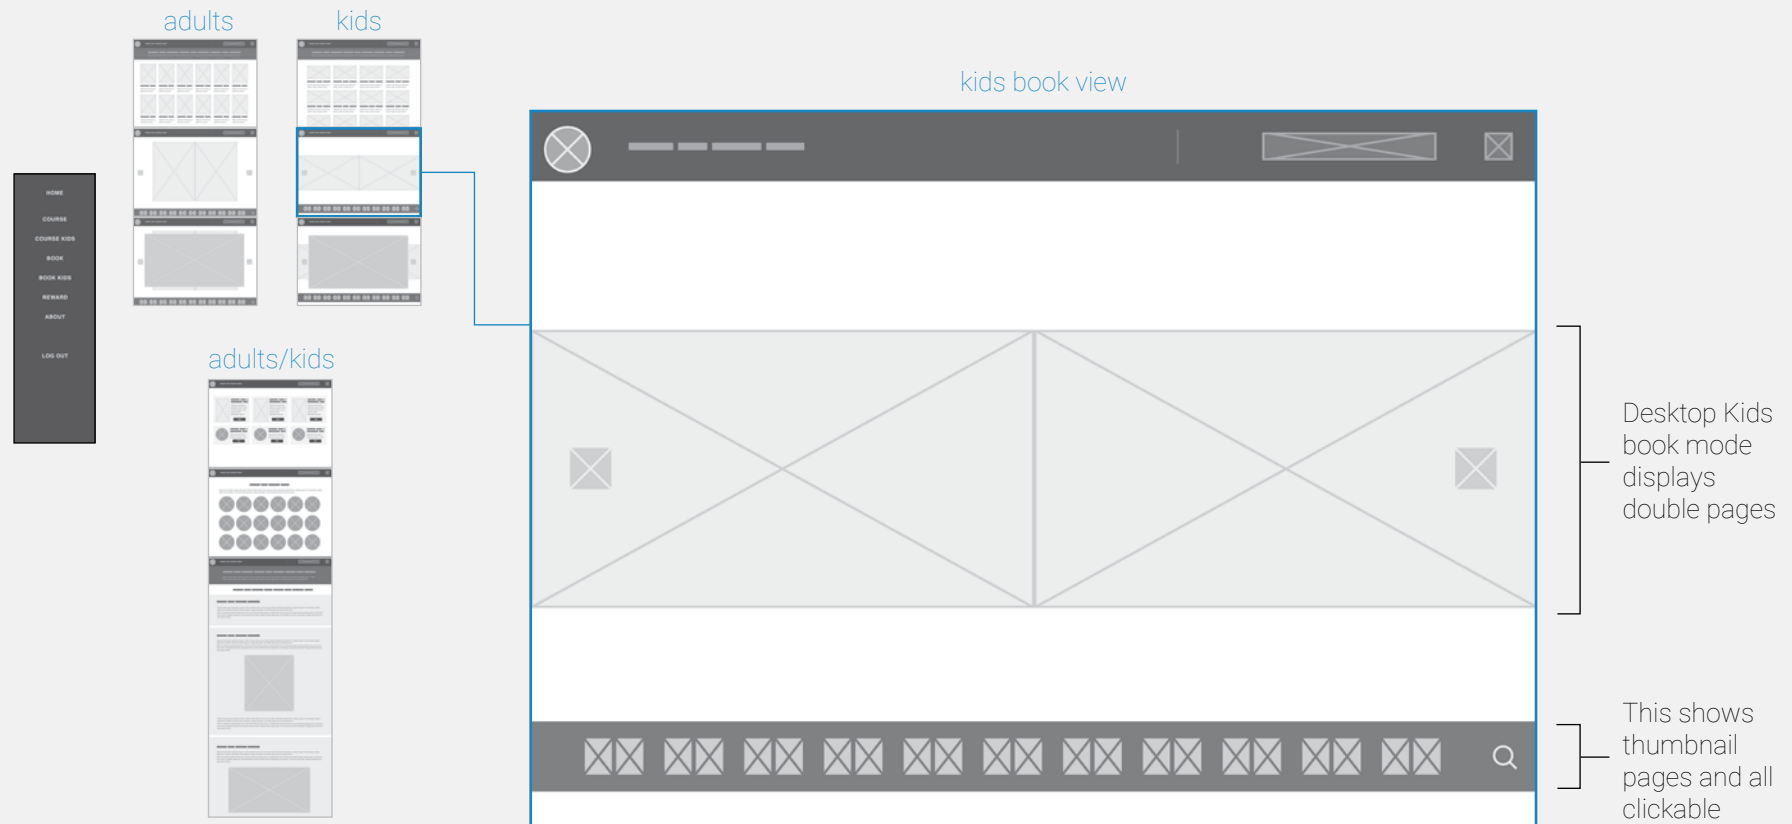 adults
kids
kids book view
HOME
COURSE
COURSE KIDS
BOOK
BOOK KIDS
REWARD
ABOUT
LOG OUT
adults/kids
Desktop Kids
book mode
displays
double pages
This shows
thumbnail
pages and all
clickable